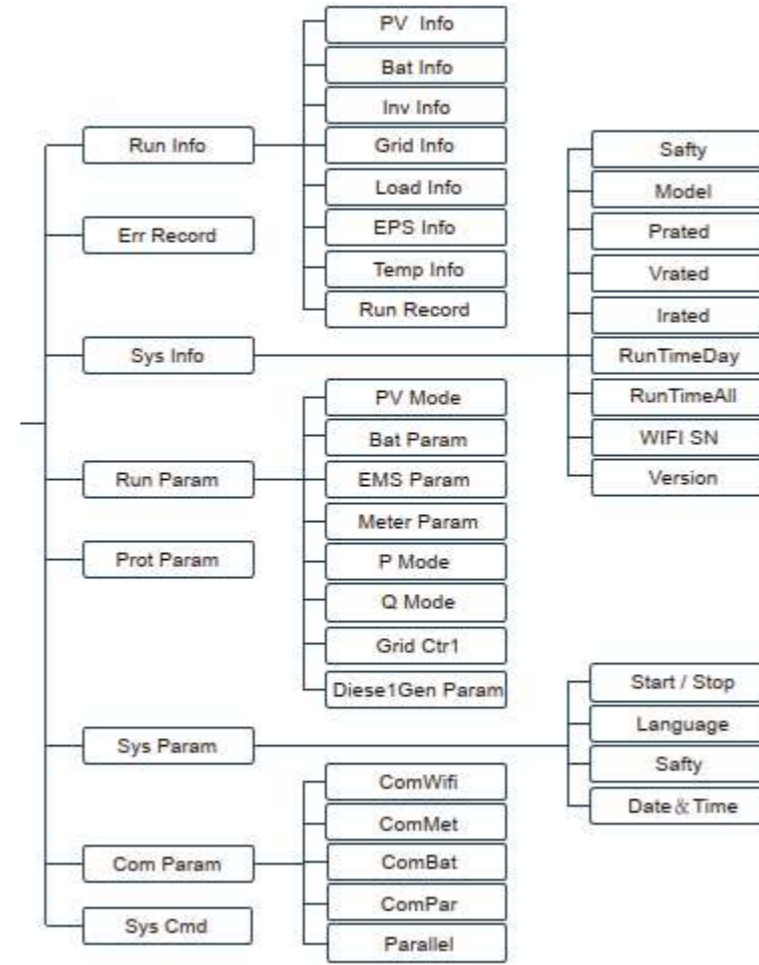 Run Info
PV Info
Bat Info
Inv Info
Grid Info
Load Info
EPS Info
Temp Info
Run Record
Err Record
Sys Info
Safty
Model
Prated
Vrated
Irated
RunTimeDay
RunTimeAll
WIFI SN
Version
Run Param
PV Mode
Bat Param
EMS Param
Meter Param
P Mode
Q Mode
Grid Ctr1
Diese1Gen Param
Prot Param
Sys Param
Start / Stop
Language
Safty
Date & Time
Com Param
ComWifi
ComMet
ComBat
ComPar
Parallel
Sys Cmd